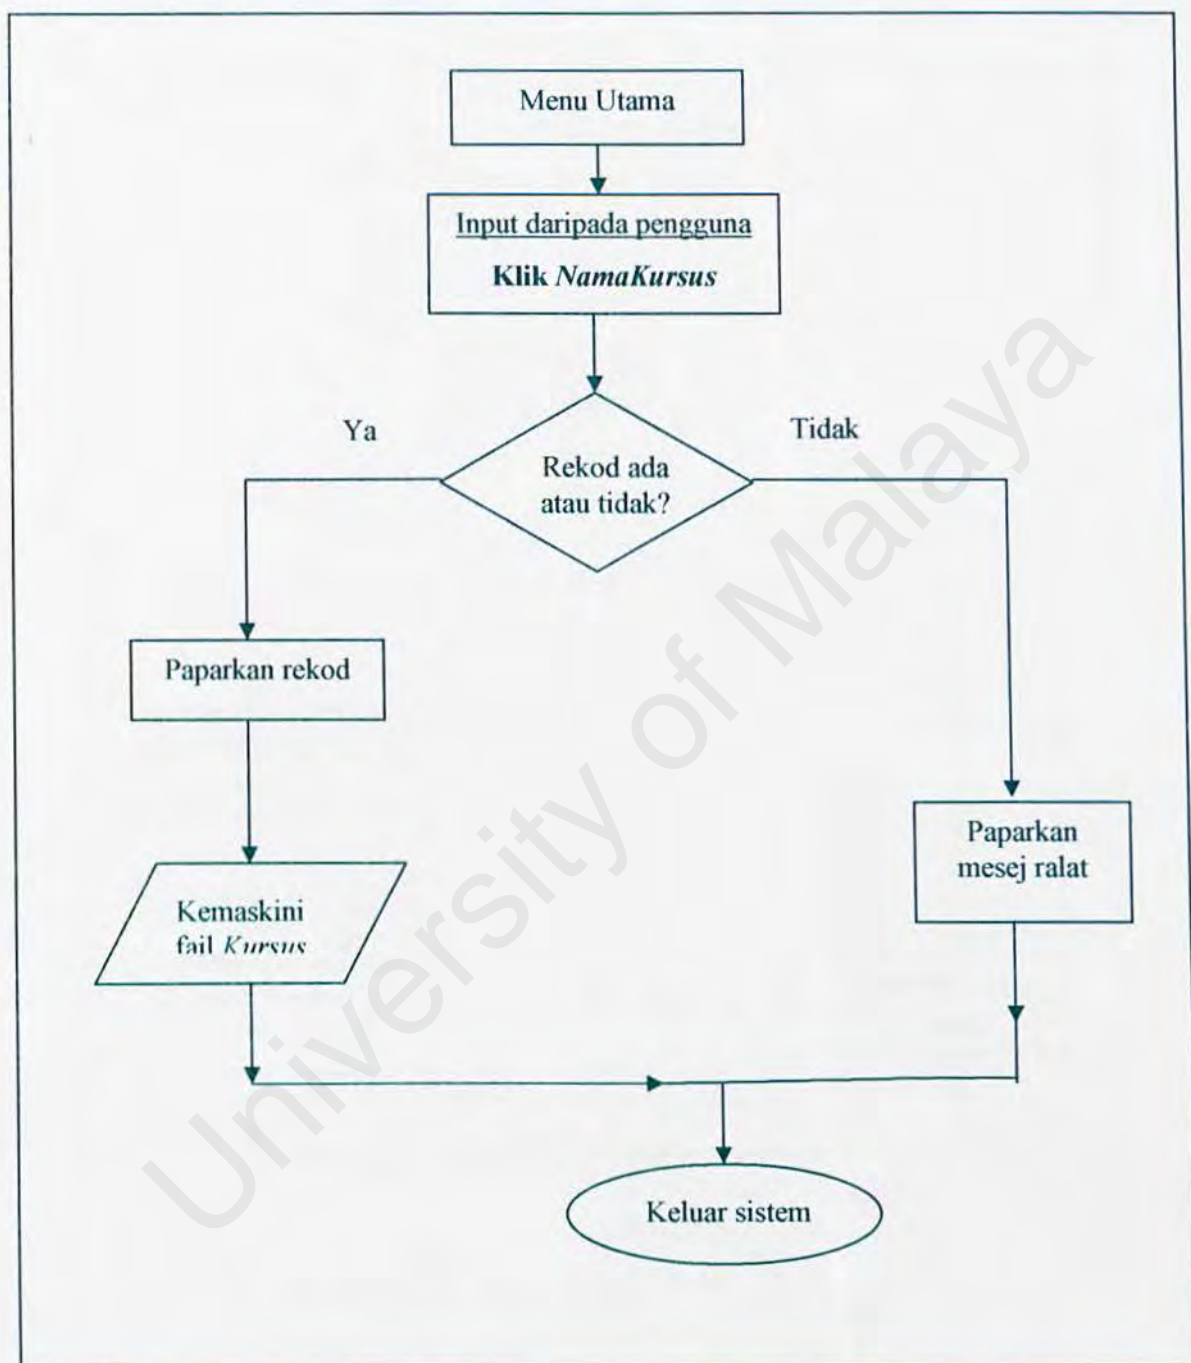 Menu Utama
Input daripada pengguna
Klik NamaKursus
Ya
Tidak
Rekod ada
atau tidak?
Paparkan rekod
Paparkan
mesej ralat
Kemaskini
fail Kursus
Keluar sistem
University of Malaya